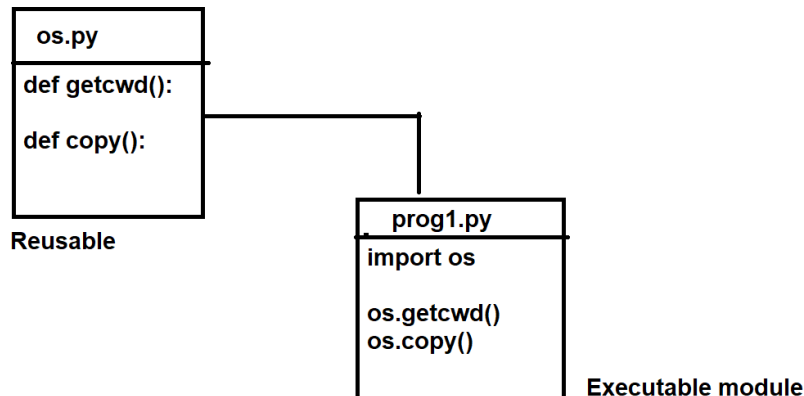 os.py
def getcwd():
def copy():
Reusable
prog1.py
import os
os.getcwd()
os.copy()
Executable module